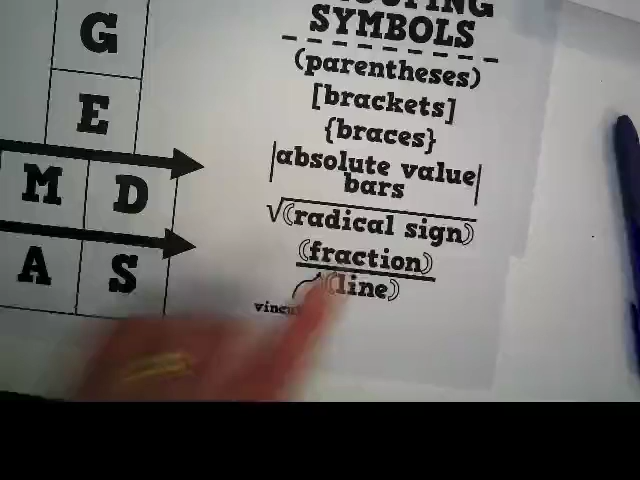 G
E
M D
A S
SYMBOLS
(parentheses)
[brackets]
{braces}
|absolute value
bars|
√(radical sign)
(fraction)
(line)